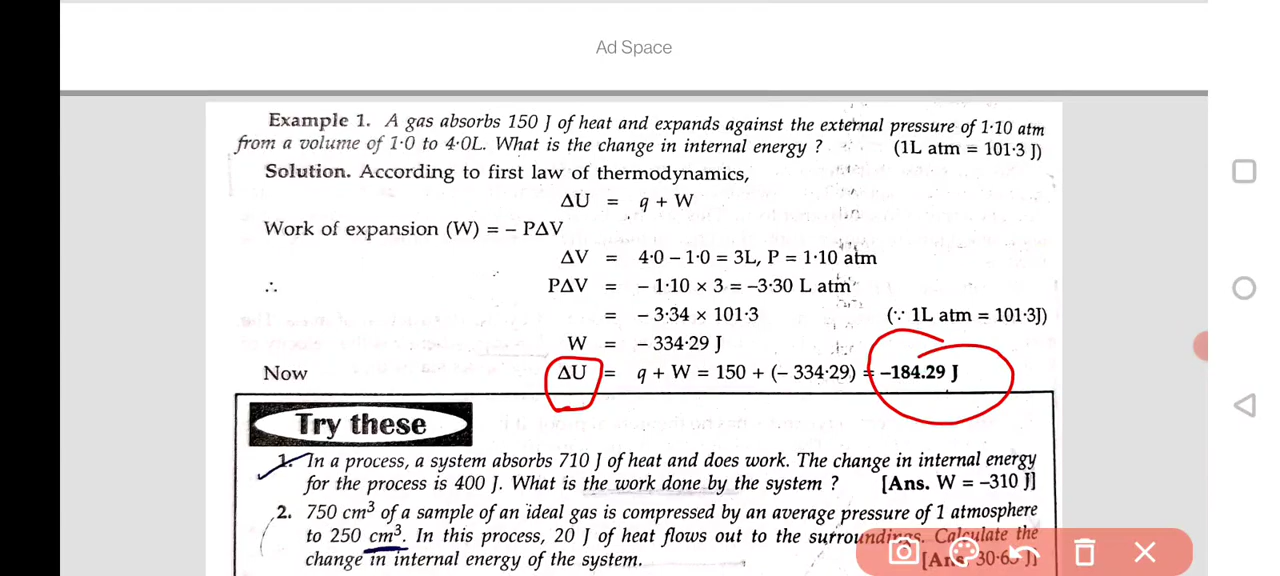 Ad Space
Example 1. A gas absorbs 150 J of heat and expands against the external pressure of 1·10 atm
from a volume of 1·0 to 4·0L. What is the change in internal energy ? (1L atm = 101·3 J)
Solution. According to first law of thermodynamics,
ΔU = q + W
Work of expansion (W) = – PΔV
ΔV = 4·0 – 1·0 = 3L, P = 1·10 atm
∴ PΔV = – 1·10 × 3 = –3·30 L atm
= – 3·34 × 101·3 (∵ 1L atm = 101·3J)
W = – 334·29 J
Now ΔU = q + W = 150 + (– 334·29) = –184.29 J
Try these
1. In a process, a system absorbs 710 J of heat and does work. The change in internal energy
for the process is 400 J. What is the work done by the system ? [Ans. W = –310 J]
2. 750 cm³ of a sample of an ideal gas is compressed by an average pressure of 1 atmosphere
to 250 cm³. In this process, 20 J of heat flows out to the surroundings. Calculate the
change in internal energy of the system. [Ans. 30·6